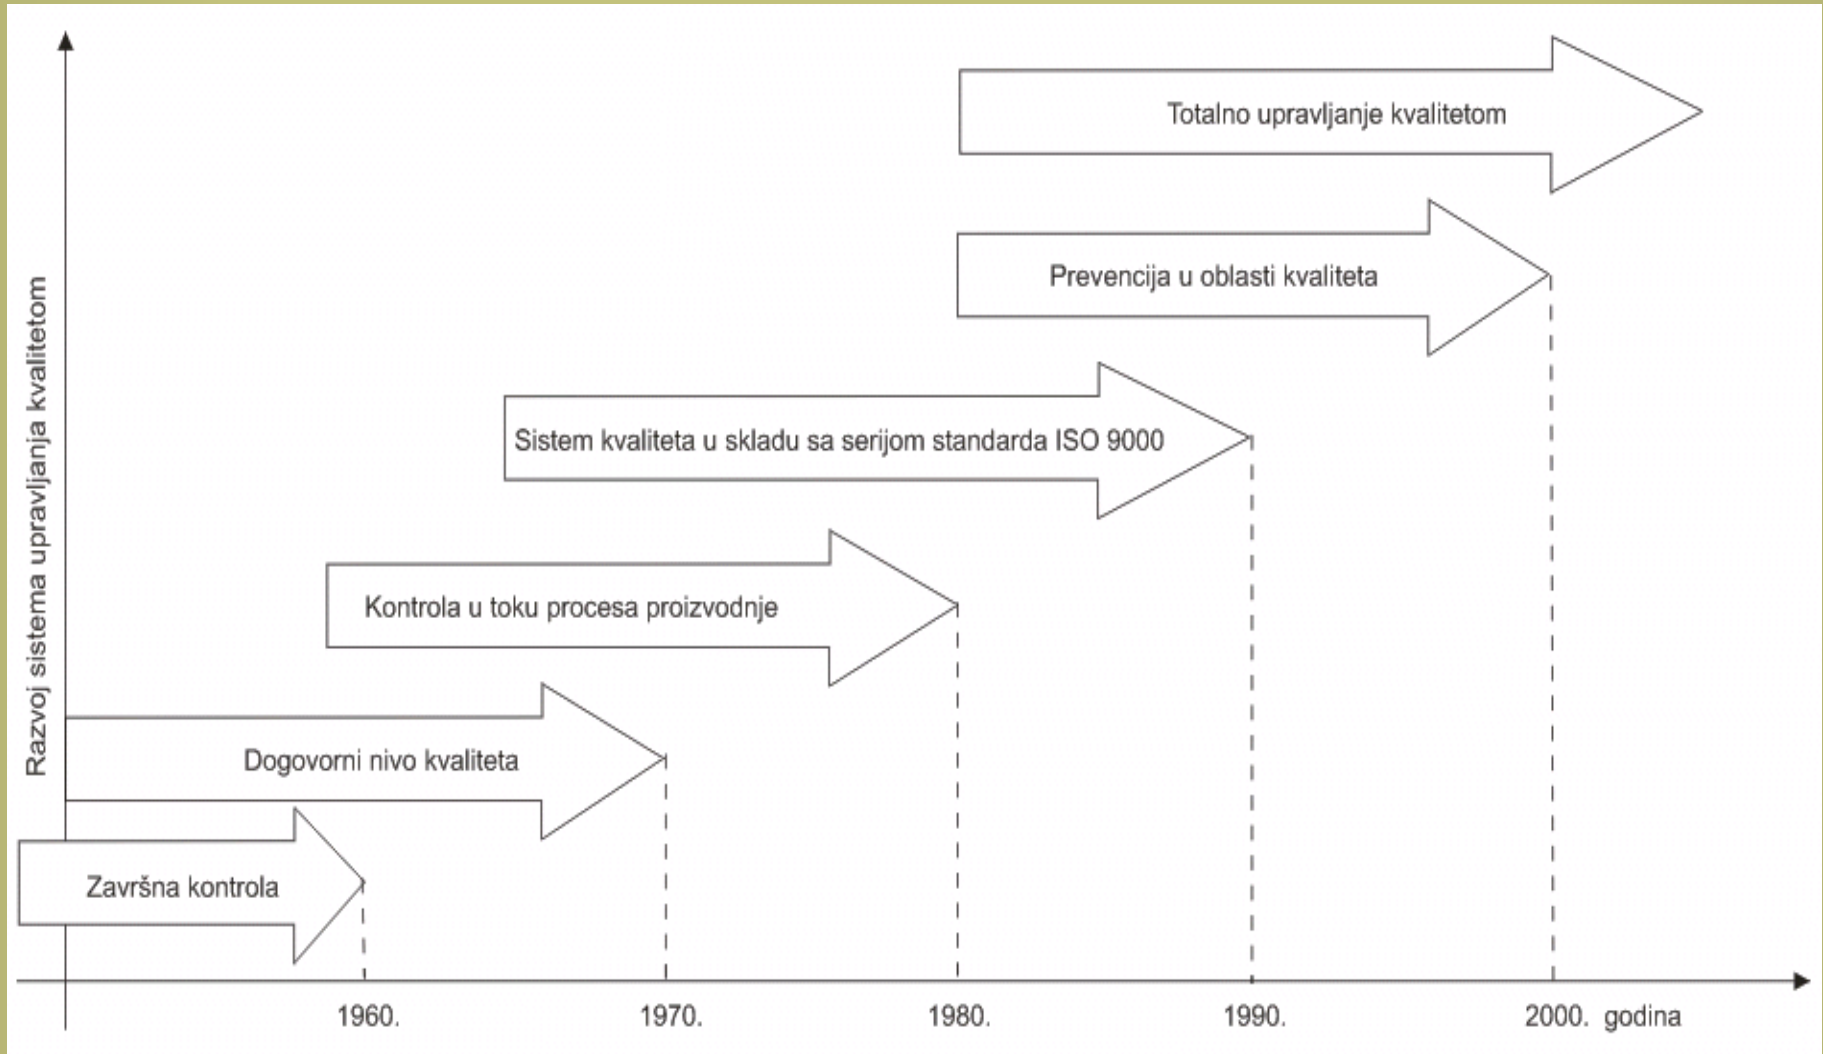 Razvoj sistema upravljanja kvalitetom
Totalno upravljanje kvalitetom
Prevencija u oblasti kvaliteta
Sistem kvaliteta u skladu sa serijom standarda ISO 9000
Kontrola u toku procesa proizvodnje
Dogovorni nivo kvaliteta
Završna kontrola
1960. 1970. 1980. 1990. 2000. godina